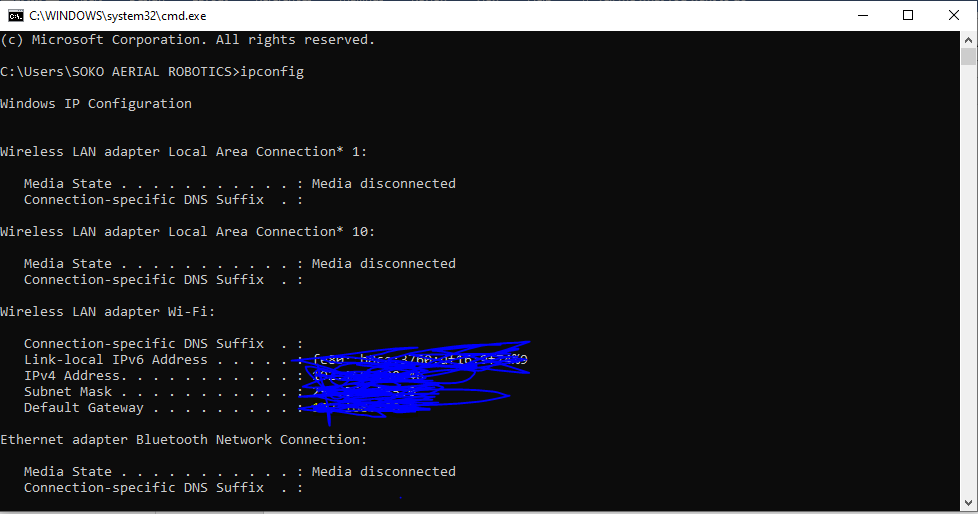 C:\WINDOWS\system32\cmd.exe
(c) Microsoft Corporation. All rights reserved.
C:\Users\SOKO AERIAL ROBOTICS>ipconfig
Windows IP Configuration
Wireless LAN adapter Local Area Connection* 1:
Media State . . . . . . . . . . . : Media disconnected
Connection-specific DNS Suffix  . :
Wireless LAN adapter Local Area Connection* 10:
Media State . . . . . . . . . . . : Media disconnected
Connection-specific DNS Suffix  . :
Wireless LAN adapter Wi-Fi:
Connection-specific DNS Suffix  . :
Link-local IPv6 Address . . . . . :
IPv4 Address. . . . . . . . . . . :
Subnet Mask . . . . . . . . . . . :
Default Gateway . . . . . . . . . :
Ethernet adapter Bluetooth Network Connection:
Media State . . . . . . . . . . . : Media disconnected
Connection-specific DNS Suffix  . :